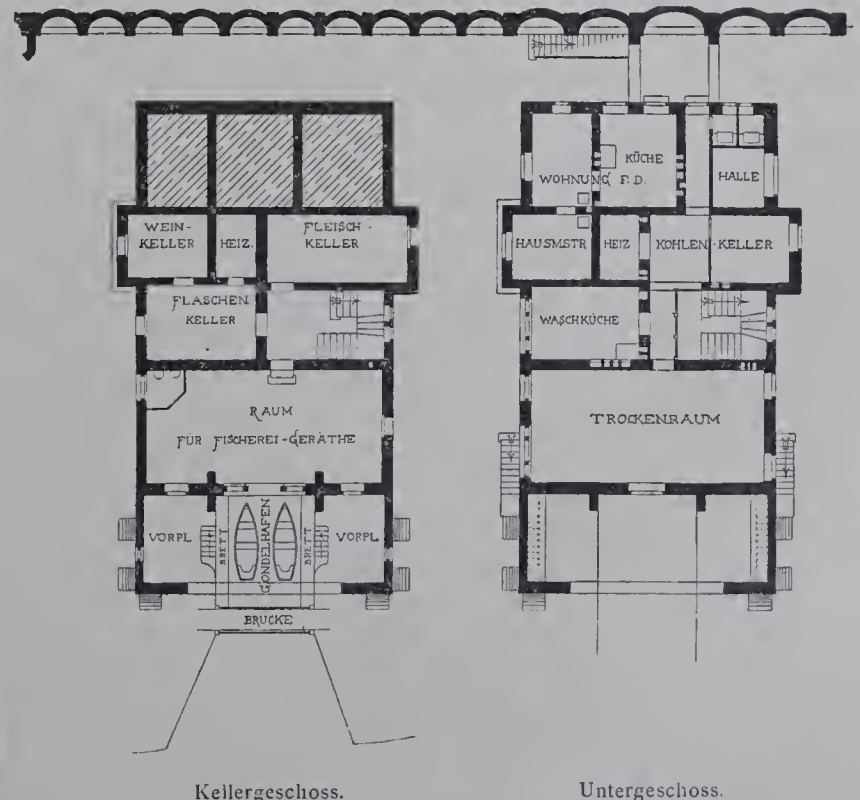 WEIN-
KELLER
HEIZ.
FLEISCH-
KELLER
FLASCHEN
KELLER
RAUM
FÜR FISCHEREI-GERÄTHE
VORPL
BRETT
GONDELHAFEN
BRETT
VORPL
BRÜCKE
Kellergeschoss.
KÜCHE
WOHNUNG F. D.
HALLE
HAUSMSTR
HEIZ
KOHLEN-KELLER
WASCHKÜCHE
TROCKENRAUM
Untergeschoss.